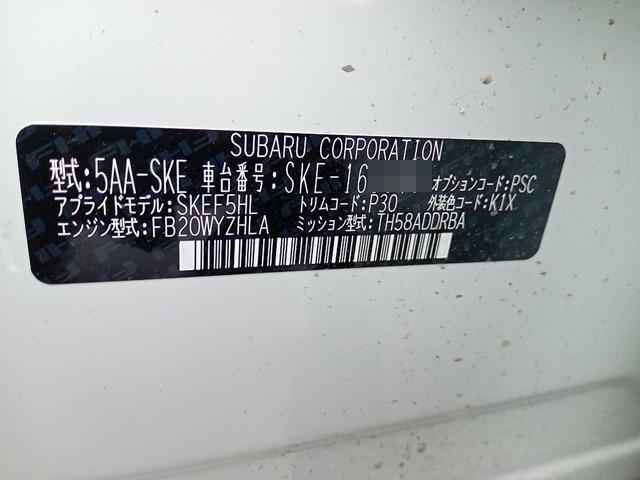 SUBARU CORPORATION
型式:5AA-SKE 車台番号:SKE-16 オプションコード:PSC
アプライドモデル:SKEF5HL トリムコード:P30 外装色コード:K1X
エンジン型式:FB20WYZHLA ミッション型式:TH58ADDRBA